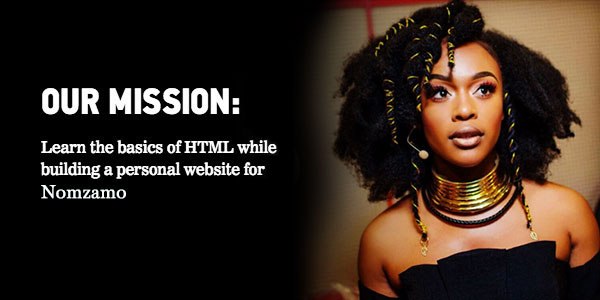 OUR MISSION:
Learn the basics of HTML while
building a personal website for
Nomzamo